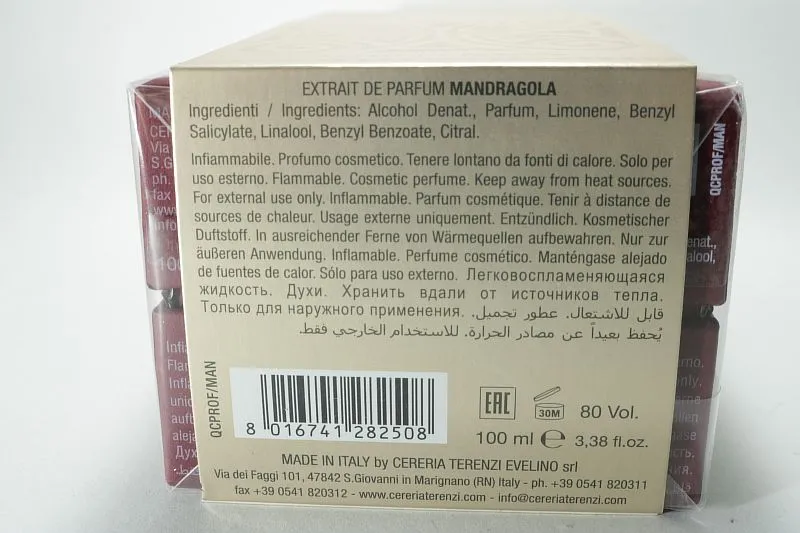 EXTRAIT DE PARFUM MANDRAGOLA
Ingredienti / Ingredients: Alcohol Denat., Parfum, Limonene, Benzyl
Salicylate, Linalool, Benzyl Benzoate, Citral.
Infiammabile. Profumo cosmetico. Tenere lontano da fonti di calore. Solo per
uso esterno. Flammable. Cosmetic perfume. Keep away from heat sources.
For external use only. Inflammable. Parfum cosmétique. Tenir à distance de
sources de chaleur. Usage externe uniquement. Entzündlich. Kosmetischer
Duftstoff. In ausreichender Ferne von Wärmequellen aufbewahren. Nur zur
äußeren Anwendung. Inflamable. Perfume cosmético. Manténgase alejado
de fuentes de calor. Sólo para uso externo. Легковоспламеняющаяся
жидкость. Духи. Хранить вдали от источников тепла.
Только для наружного применения. قابل للاشتعال. عطور تجميل.
يُحفظ بعيداً عن مصادر الحرارة. للاستخدام الخارجي فقط.
QCPROF/MAN
8 016741 282508
EAC
30M
80 Vol.
100 ml e 3,38 fl.oz.
MADE IN ITALY by CERERIA TERENZI EVELINO srl
Via dei Faggi 101, 47842 S.Giovanni in Marignano (RN) Italy - ph. +39 0541 820311
fax +39 0541 820312 - www.cereriaterenzi.com - info@cereriaterenzi.com
QCPROF/MAN
Via
ph.
fax